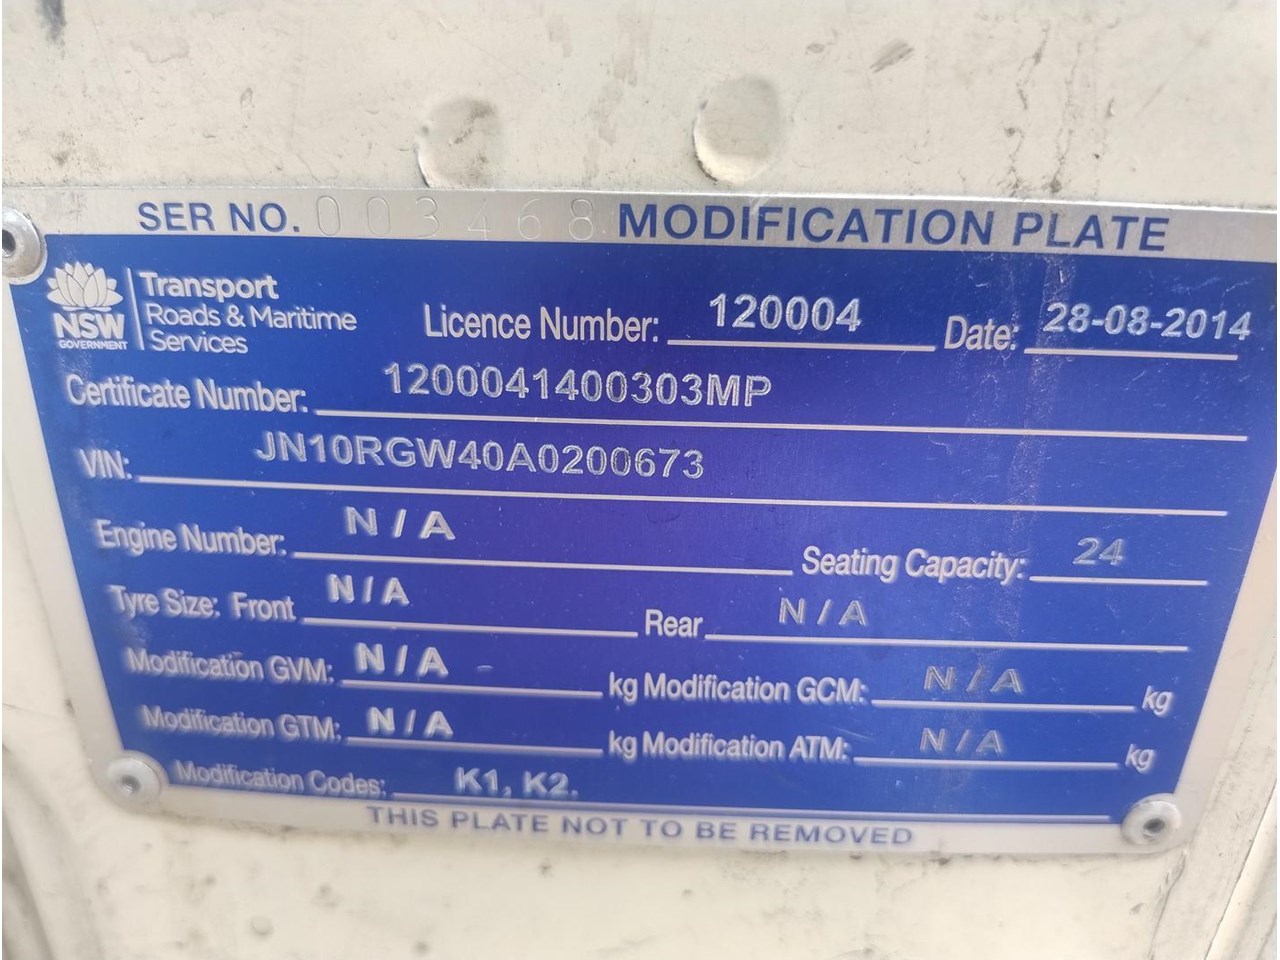 SER NO. 003468 MODIFICATION PLATE
NSW
GOVERNMENT
Transport
Roads & Maritime
Services
Licence Number: 120004 Date: 28-08-2014
Certificate Number: 1200041400303MP
VIN: JN10RGW40A0200673
Engine Number: N/A Seating Capacity: 24
Tyre Size: Front N/A Rear N/A
Modification GVM: N/A kg Modification GCM: N/A kg
Modification GTM: N/A kg Modification ATM: N/A kg
Modification Codes: K1, K2.
THIS PLATE NOT TO BE REMOVED